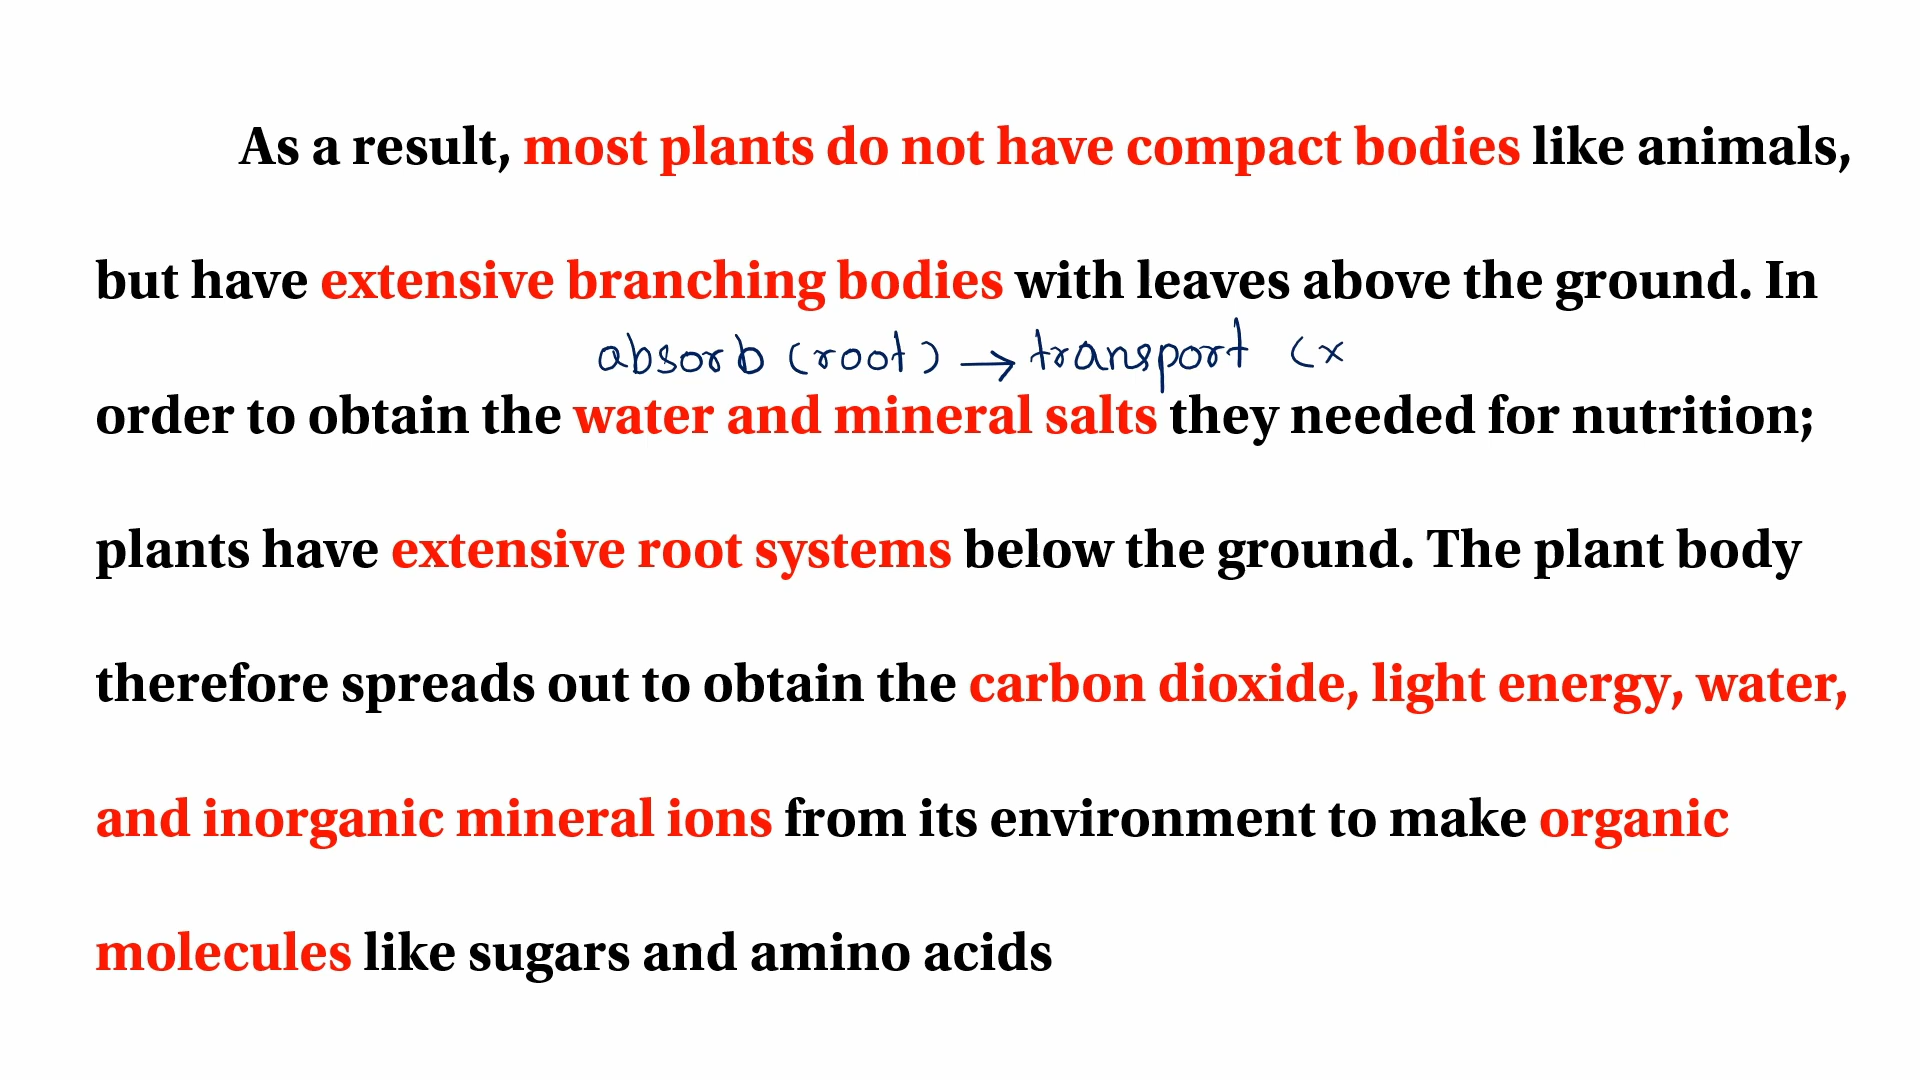 As a result, most plants do not have compact bodies like animals,
but have extensive branching bodies with leaves above the ground. In
absorb (root) → transport (x
order to obtain the water and mineral salts they needed for nutrition;
plants have extensive root systems below the ground. The plant body
therefore spreads out to obtain the carbon dioxide, light energy, water,
and inorganic mineral ions from its environment to make organic
molecules like sugars and amino acids